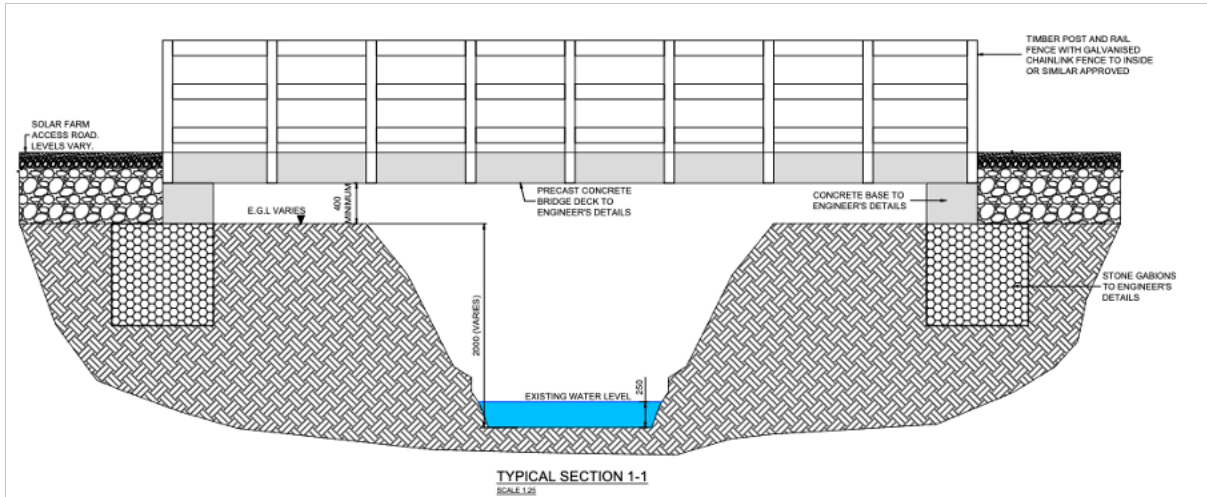 TIMBER POST AND RAIL
FENCE WITH GALVANISED
CHAINLINK FENCE TO INSIDE
OR SIMILAR APPROVED
SOLAR FARM
ACCESS ROAD.
LEVELS VARY.
PRECAST CONCRETE
BRIDGE DECK TO
ENGINEER'S DETAILS
CONCRETE BASE TO
ENGINEER'S DETAILS
400
MINIMUM
E.G.L VARIES
STONE GABIONS
TO ENGINEER'S
DETAILS
2000 (VARIES)
250
EXISTING WATER LEVEL
TYPICAL SECTION 1-1
SCALE 1:25